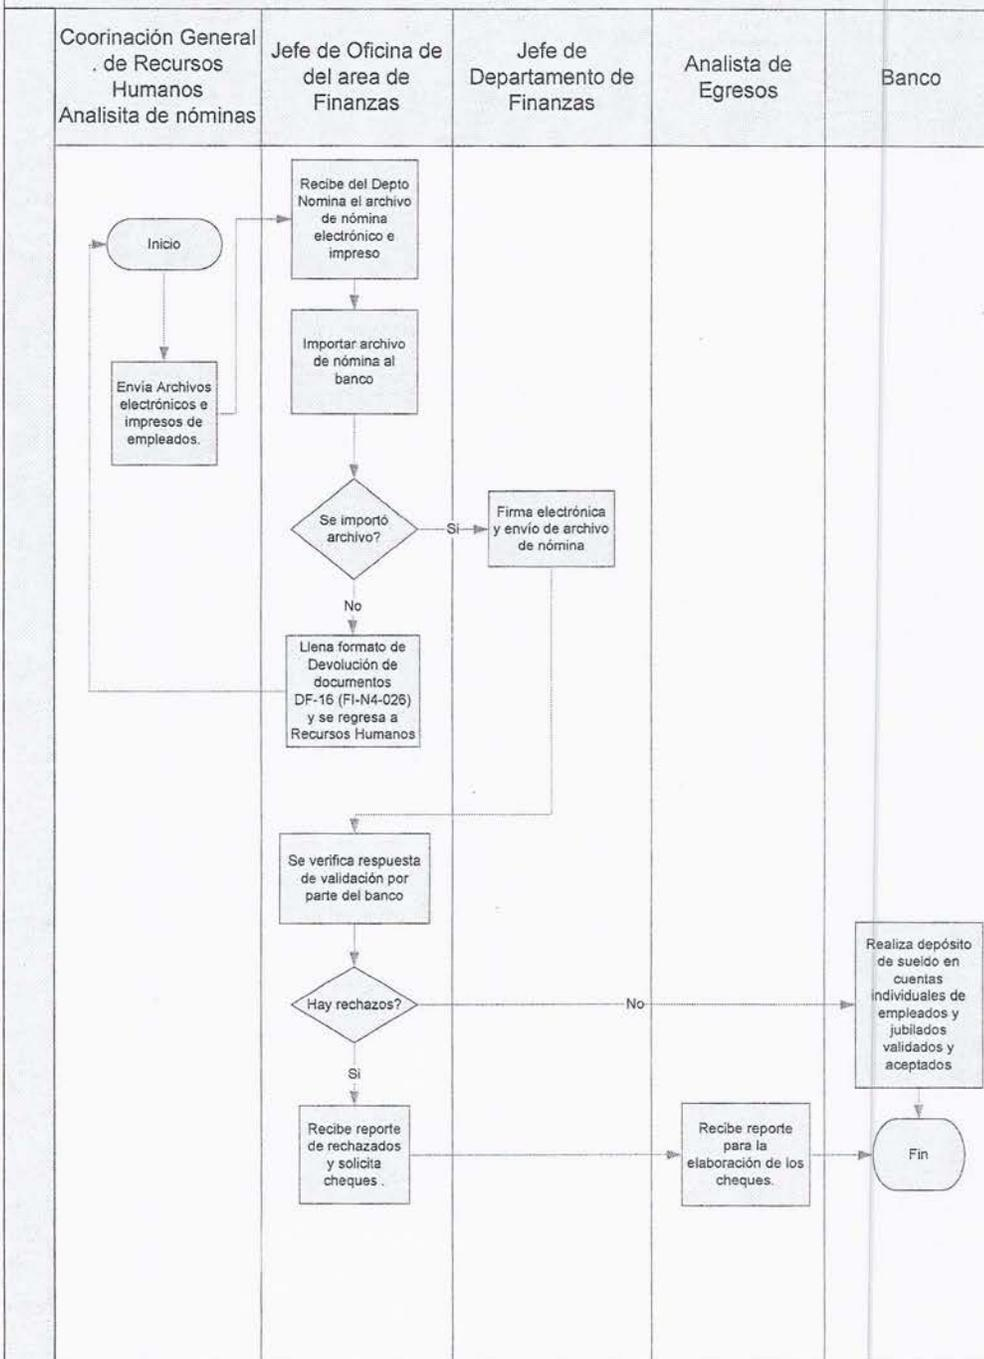 Coorinación General
. de Recursos
Humanos
Analisita de nóminas
Jefe de Oficina de
del area de
Finanzas
Jefe de
Departamento de
Finanzas
Analista de
Egresos
Banco
Recibe del Depto
Nomina el archivo
de nómina
electrónico e
impreso
Inicio
Importar archivo
de nómina al
banco
Envía Archivos
electrónicos e
impresos de
empleados.
Se importó
archivo?
Si
Firma electrónica
y envío de archivo
de nómina
No
Llena formato de
Devolución de
documentos
DF-16 (FI-N4-026)
y se regresa a
Recursos Humanos
Se verifica respuesta
de validación por
parte del banco
Hay rechazos?
No
Realiza depósito
de sueldo en
cuentas
individuales de
empleados y
jubilados
validados y
aceptados
Si
Recibe reporte
de rechazados
y solicita
cheques .
Recibe reporte
para la
elaboración de los
cheques.
Fin